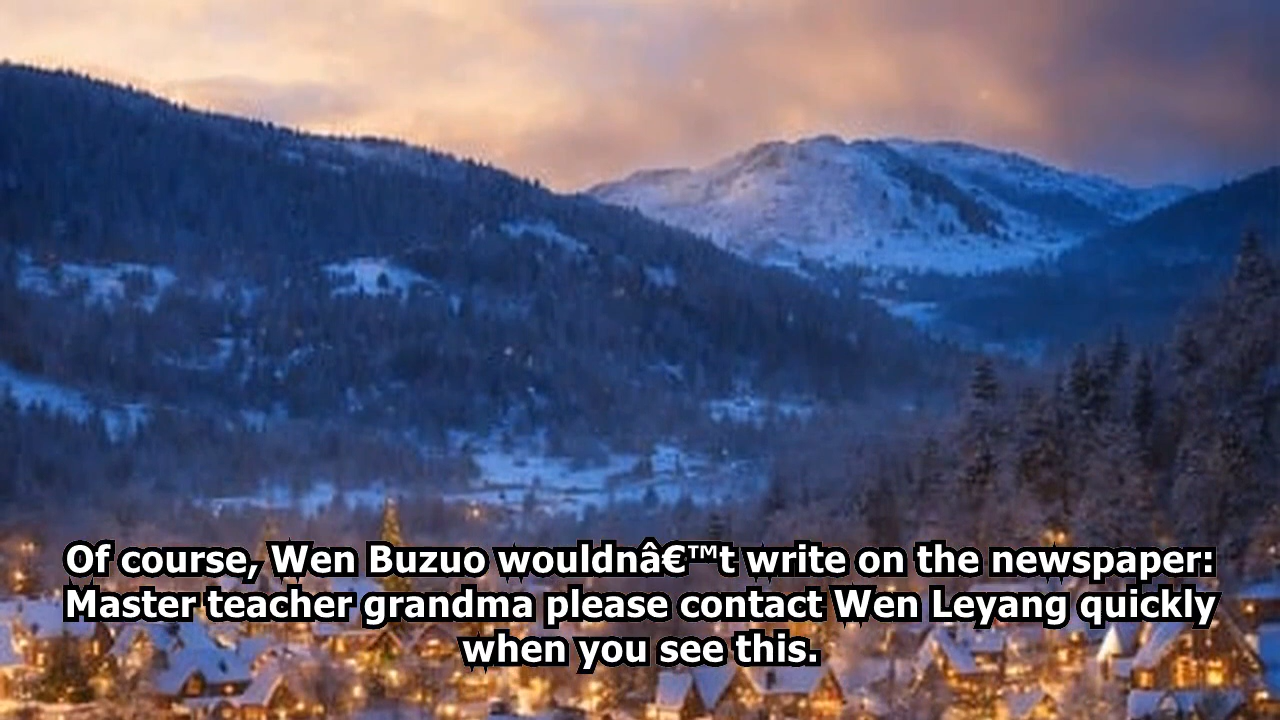 Of course, Wen Buzuo wouldnâ€™t write on the newspaper:
Master teacher grandma please contact Wen Leyang quickly
when you see this.